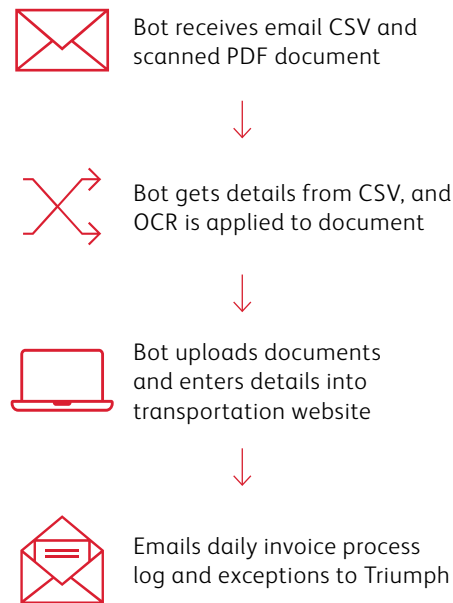 Bot receives email CSV and
scanned PDF document
Bot gets details from CSV, and
OCR is applied to document
Bot uploads documents
and enters details into
transportation website
Emails daily invoice process
log and exceptions to Triumph